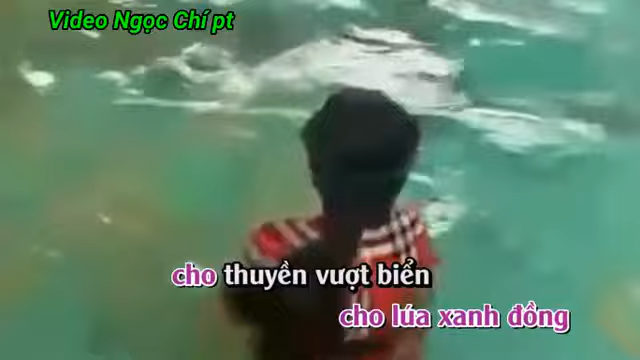 Video Ngọc Chí pt
cho thuyền vượt biển
cho lúa xanh đồng